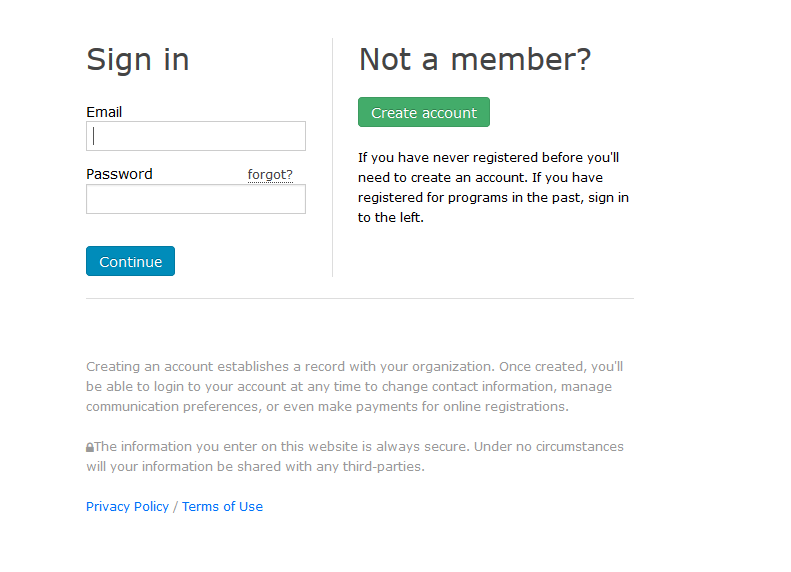 Sign in
Email
Password
forgot?
Continue
Not a member?
Create account
If you have never registered before you'll
need to create an account. If you have
registered for programs in the past, sign in
to the left.
Creating an account establishes a record with your organization. Once created, you'll
be able to login to your account at any time to change contact information, manage
communication preferences, or even make payments for online registrations.
The information you enter on this website is always secure. Under no circumstances
will your information be shared with any third-parties.
Privacy Policy / Terms of Use